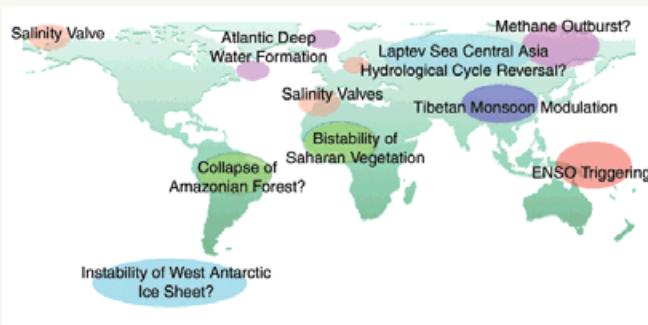 Salinity Valve
Atlantic Deep
Water Formation
Methane Outburst?
Laptev Sea Central Asia
Hydrological Cycle Reversal?
Salinity Valves
Tibetan Monsoon Modulation
Bistability of
Saharan Vegetation
Collapse of
Amazonian Forest?
ENSO Triggering
Instability of West Antarctic
Ice Sheet?